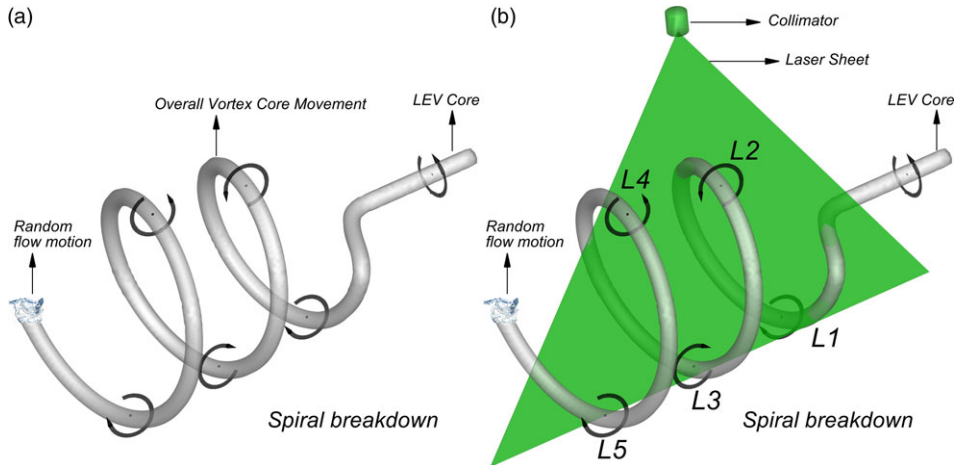 (a)
Overall Vortex Core Movement
LEV Core
Random
flow motion
Spiral breakdown
(b)
Collimator
Laser Sheet
LEV Core
L2
L4
Random
flow motion
L1
L3
L5
Spiral breakdown